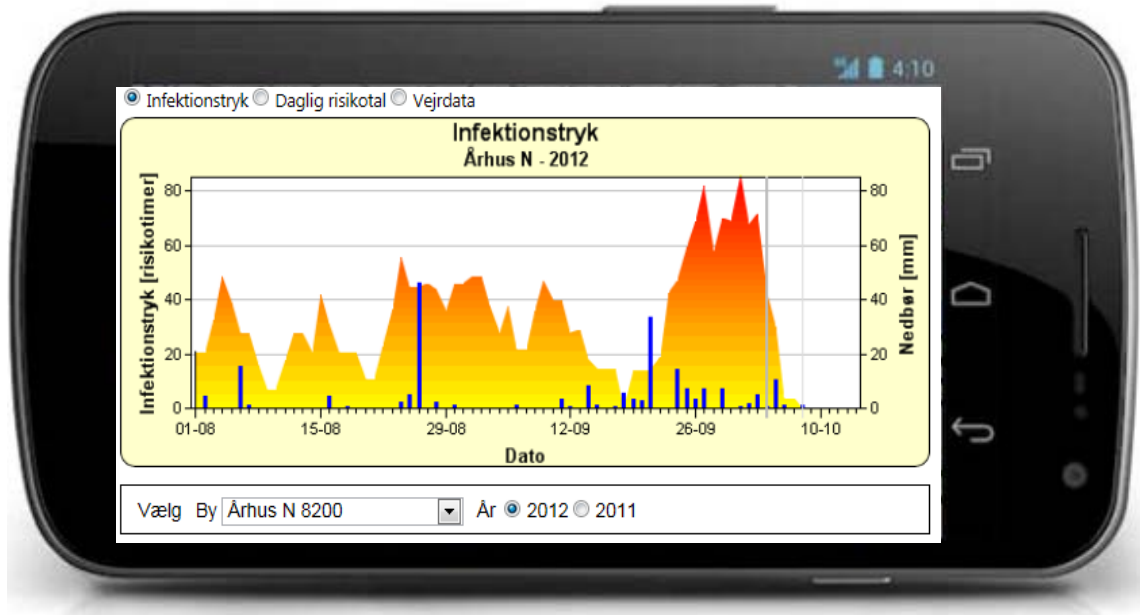 4:10
Infektionstryk Daglig risikotal Vejrdata
Infektionstryk
Århus N - 2012
Infektionstryk [risikotimer]
80
60
40
20
0
80
60
40
20
0
Nedbør [mm]
01-08 15-08 29-08 12-09 26-09 10-10
Dato
Vælg By Århus N 8200 År 2012 2011